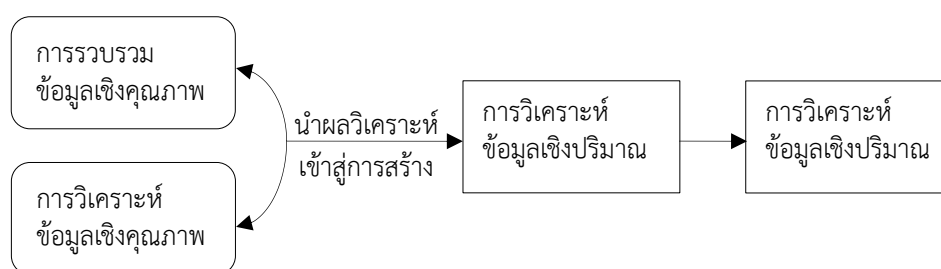 การรวบรวม
ข้อมูลเชิงคุณภาพ
การวิเคราะห์
ข้อมูลเชิงคุณภาพ
นำผลวิเคราะห์
เข้าสู่การสร้าง
การวิเคราะห์
ข้อมูลเชิงปริมาณ
การวิเคราะห์
ข้อมูลเชิงปริมาณ